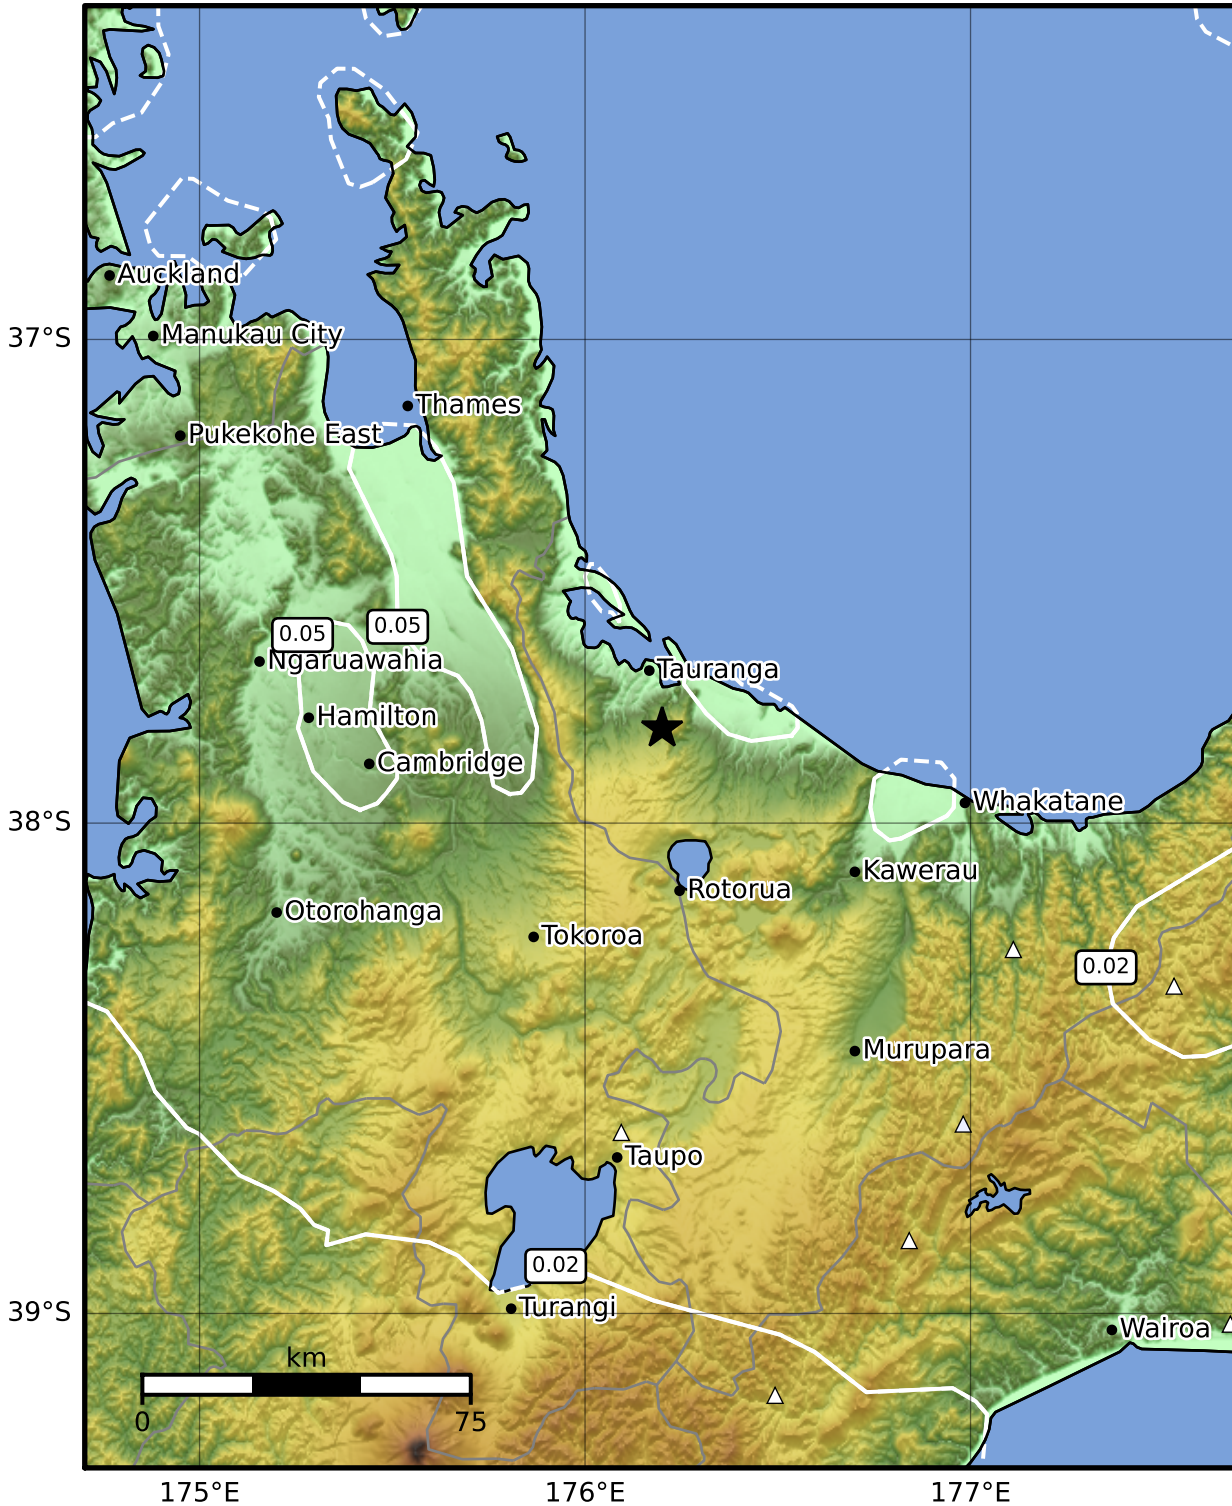 Auckland
Manukau City
37°S
Thames
Pukekohe East
0.05
0.05
Ngaruawahia
Tauranga
Hamilton
Cambridge
Whakatane
38°S
Kawerau
Rotorua
Otorohanga
Tokoroa
0.02
Murupara
Taupo
0.02
Turangi
39°S
Wairoa
km
0
75
175°E
176°E
177°E